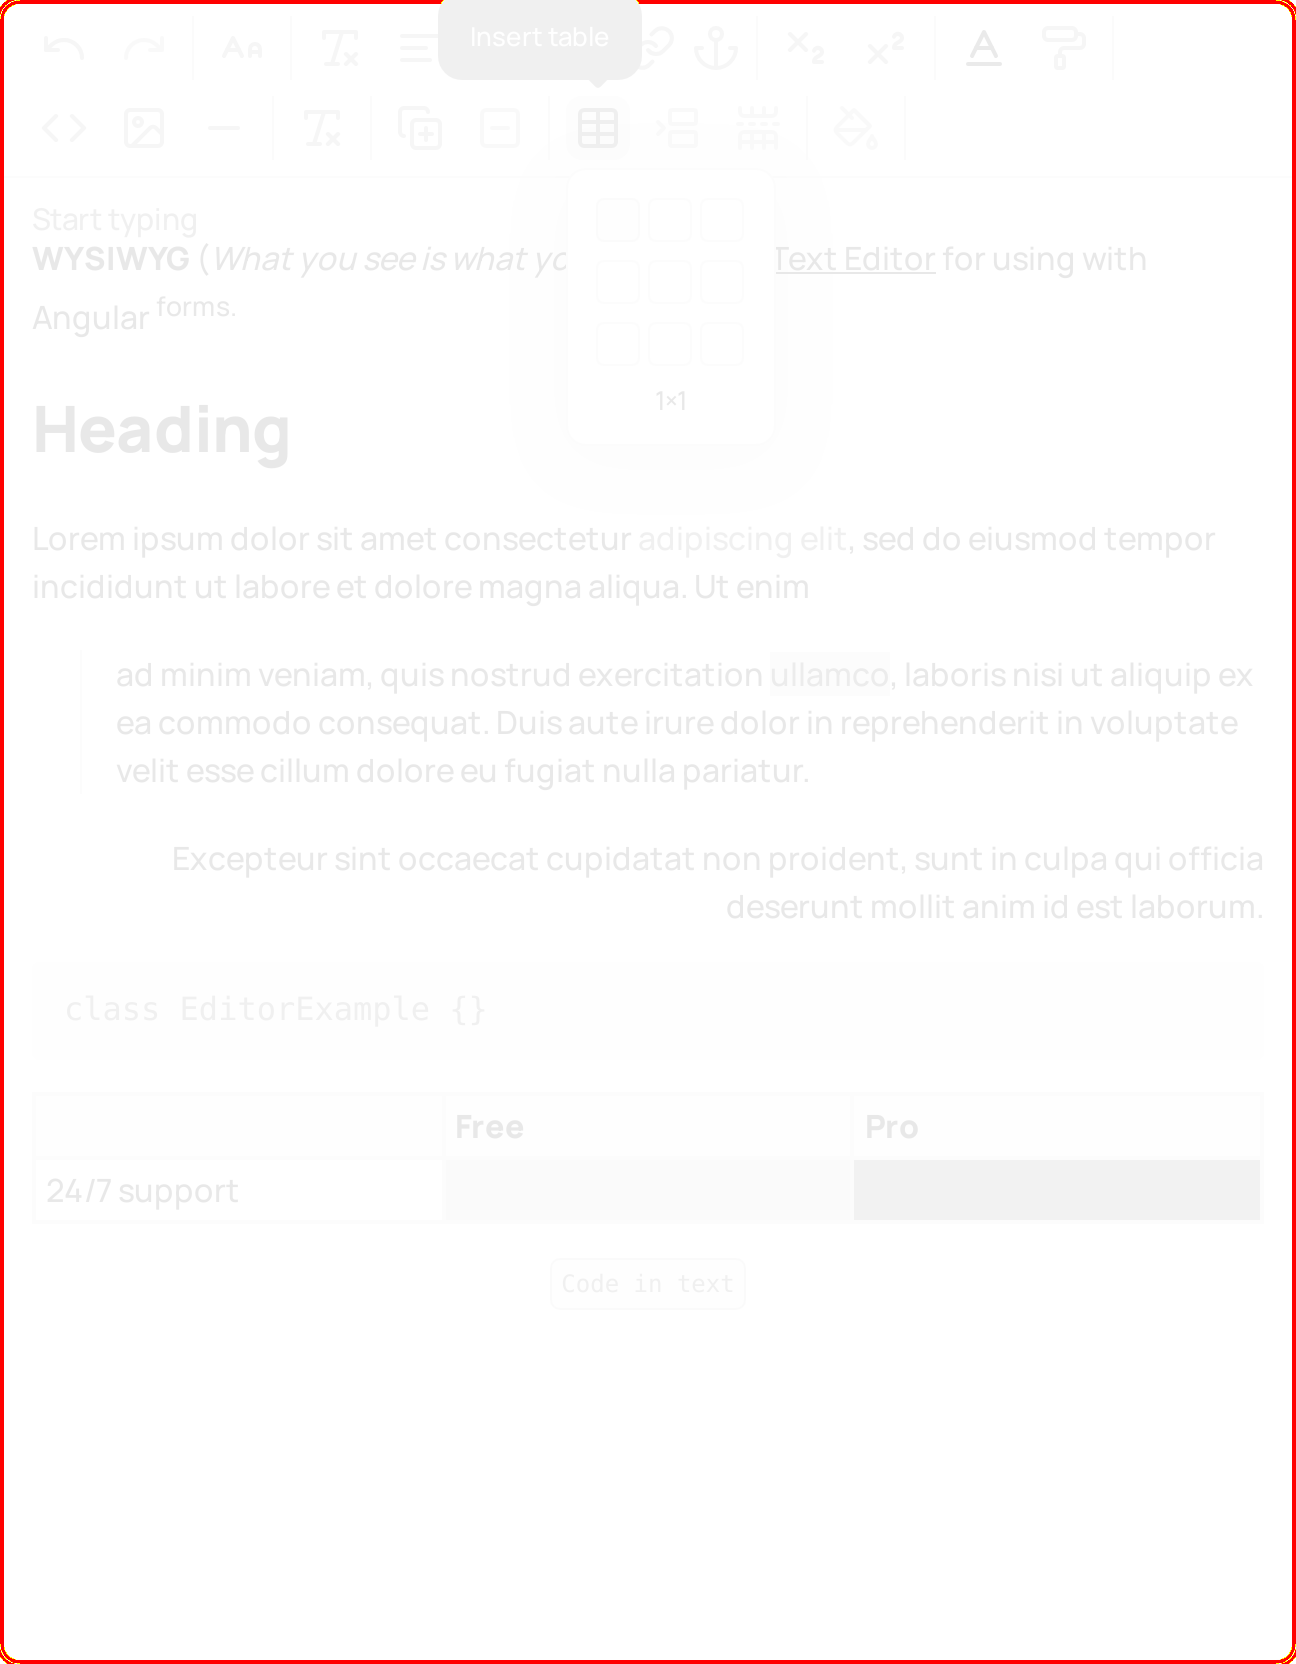 Insert table
Start typing
WYSIWYG (What you see is what yo Text Editor for using with
Angular forms.
1×1
Heading
Lorem ipsum dolor sit amet consectetur adipiscing elit, sed do eiusmod tempor
incididunt ut labore et dolore magna aliqua. Ut enim
ad minim veniam, quis nostrud exercitation ullamco, laboris nisi ut aliquip ex
ea commodo consequat. Duis aute irure dolor in reprehenderit in voluptate
velit esse cillum dolore eu fugiat nulla pariatur.
Excepteur sint occaecat cupidatat non proident, sunt in culpa qui officia
deserunt mollit anim id est laborum.
class EditorExample {}
Free Pro
24/7 support
Code in text